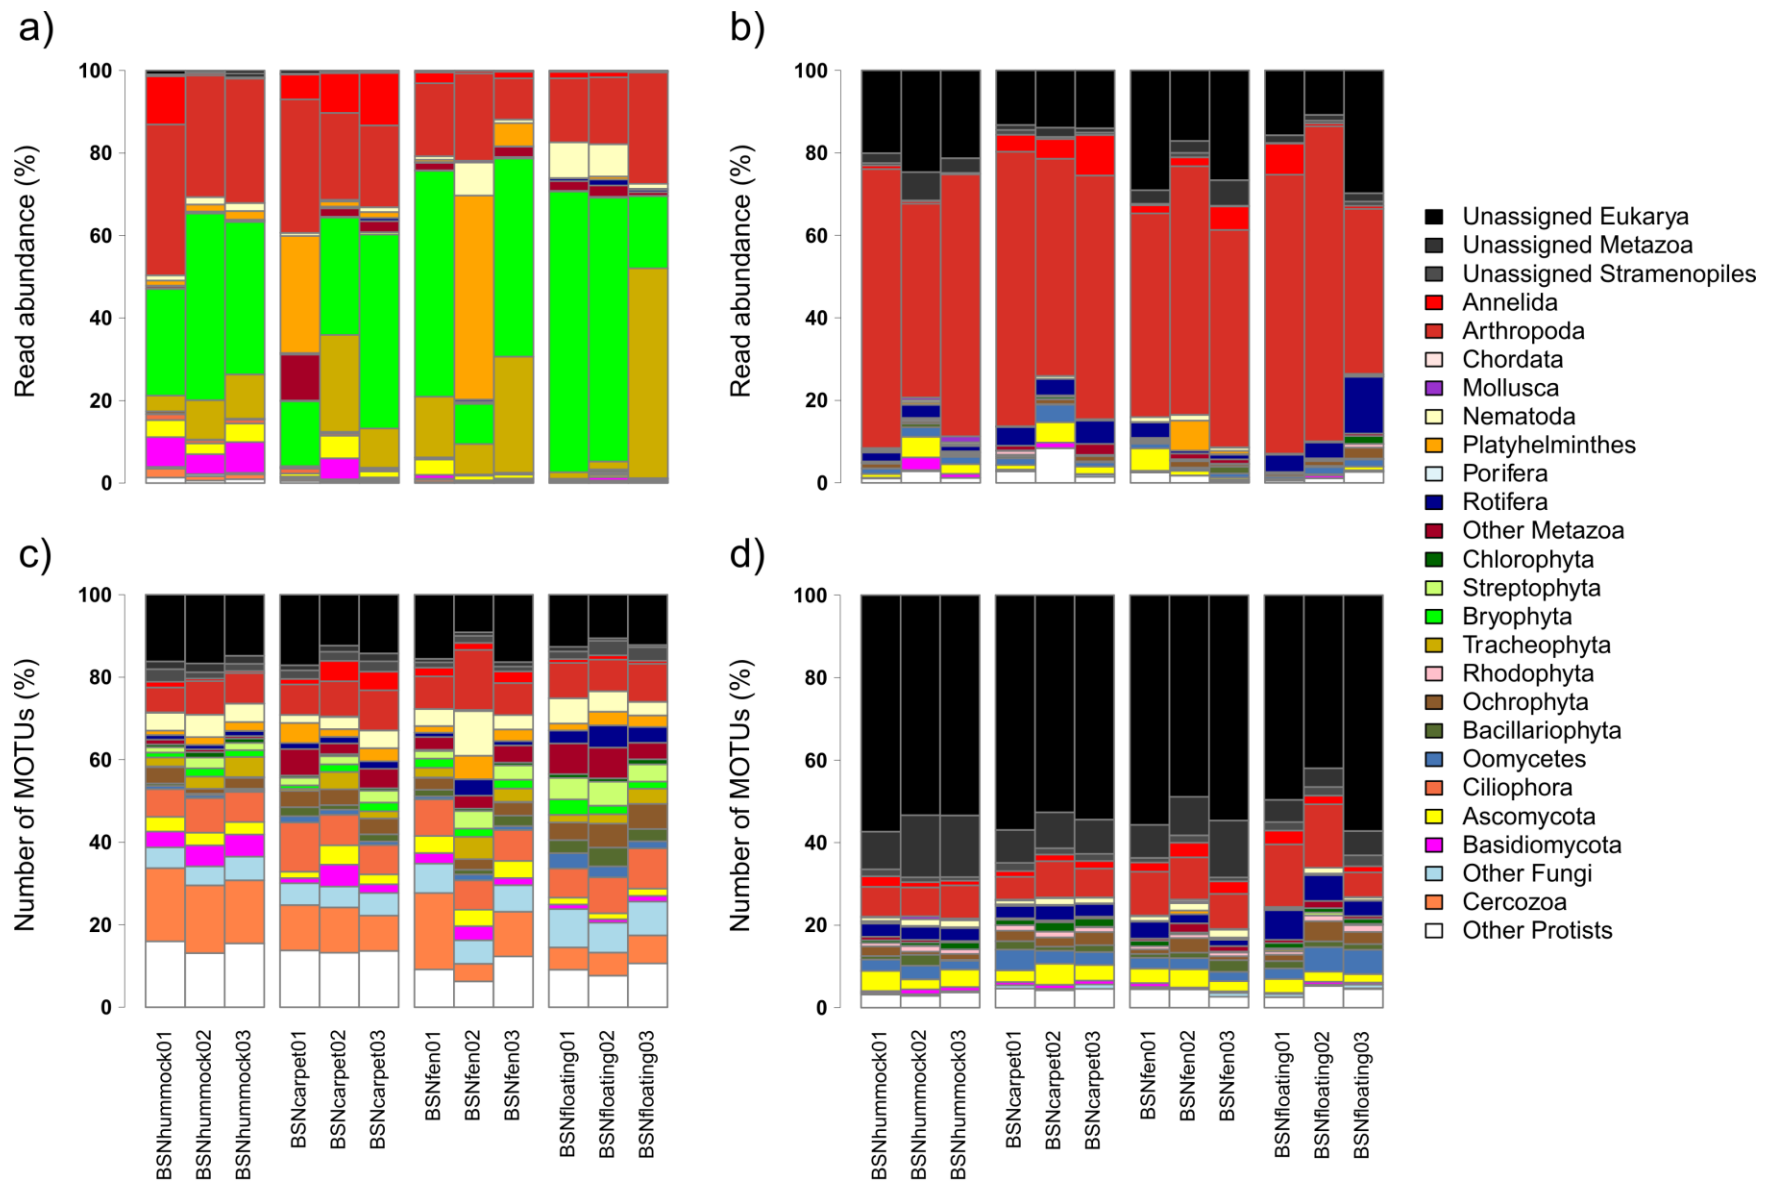 a)
Read abundance (%)
100
80
60
40
20
0
b)
Read abundance (%)
100
80
60
40
20
0
c)
Number of MOTUs (%)
100
80
60
40
20
0
BSNhummock01
BSNhummock02
BSNhummock03
BSNcarpet01
BSNcarpet02
BSNcarpet03
BSNfen01
BSNfen02
BSNfen03
BSNfloating01
BSNfloating02
BSNfloating03
d)
Number of MOTUs (%)
100
80
60
40
20
0
BSNhummock01
BSNhummock02
BSNhummock03
BSNcarpet01
BSNcarpet02
BSNcarpet03
BSNfen01
BSNfen02
BSNfen03
BSNfloating01
BSNfloating02
BSNfloating03
Unassigned Eukarya
Unassigned Metazoa
Unassigned Stramenopiles
Annelida
Arthropoda
Chordata
Mollusca
Nematoda
Platyhelminthes
Porifera
Rotifera
Other Metazoa
Chlorophyta
Streptophyta
Bryophyta
Tracheophyta
Rhodophyta
Ochrophyta
Bacillariophyta
Oomycetes
Ciliophora
Ascomycota
Basidiomycota
Other Fungi
Cercozoa
Other Protists